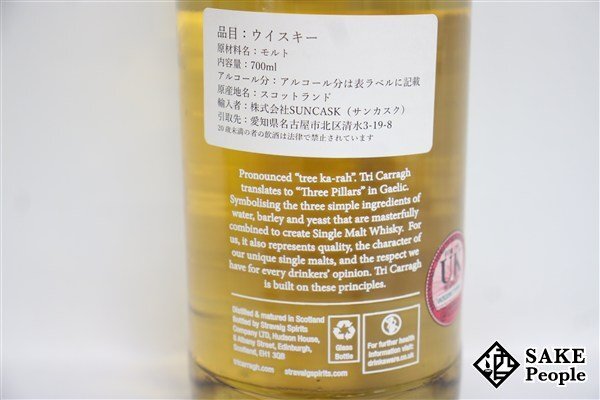 品目：ウイスキー
原材料名：モルト
内容量：700ml
アルコール分：アルコール分は表ラベルに記載
原産地名：スコットランド
輸入者：株式会社SUNCASK（サンカスク）
引取先：愛知県名古屋市北区清水3-19-8
20歳未満の者の飲酒は法律で禁止されています
Pronounced "tree ka-rah". Tri Carragh
translates to "Three Pillars" in Gaelic.
Symbolising the three simple ingredients of
water, barley and yeast that are masterfully
combined to create Single Malt Whisky. For
us, it also represents quality, the character of
our unique single malts, and the respect we
have for every drinkers' opinion. Tri Carragh
is built on these principles.
Distilled & matured in Scotland
Bottled by Stravaig Spirits
Company LTD, Hudson House,
8 Albany Street, Edinburgh,
Scotland, EH1 3QB
tricarragh.com
stravaigspirits.com
Glass
Bottle
For further health
information visit:
drinkaware.co.uk
UK
SAKE
People